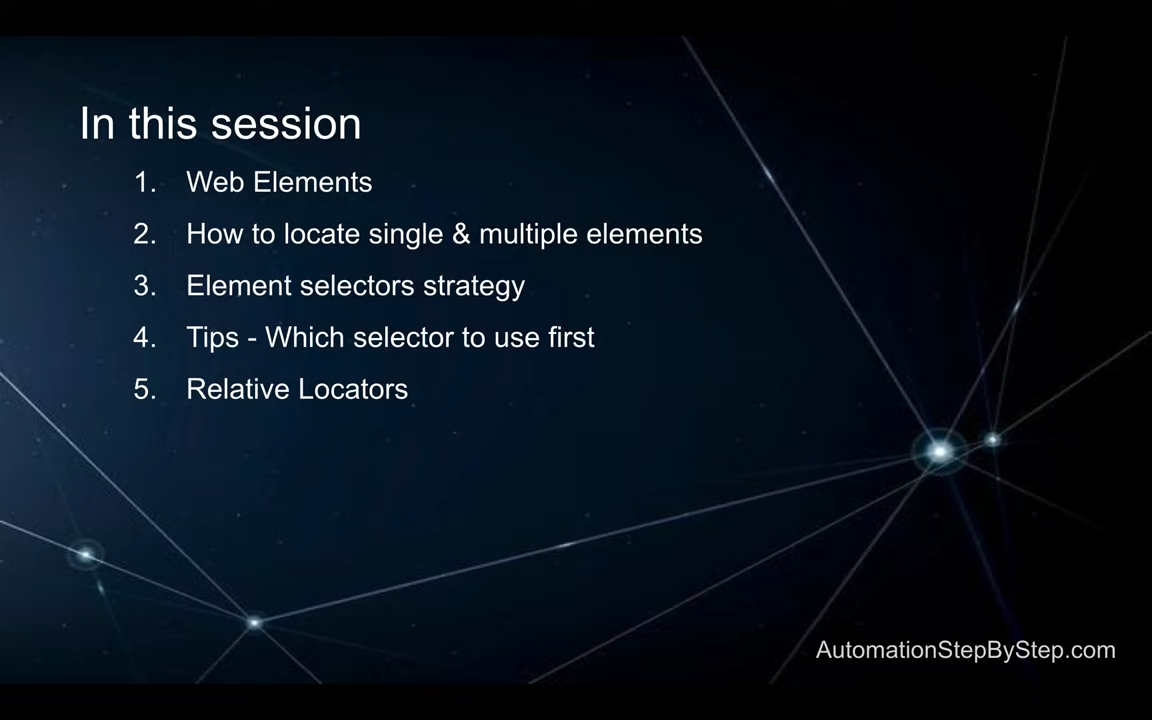 In this session
1. Web Elements
2. How to locate single & multiple elements
3. Element selectors strategy
4. Tips - Which selector to use first
5. Relative Locators
AutomationStepByStep.com